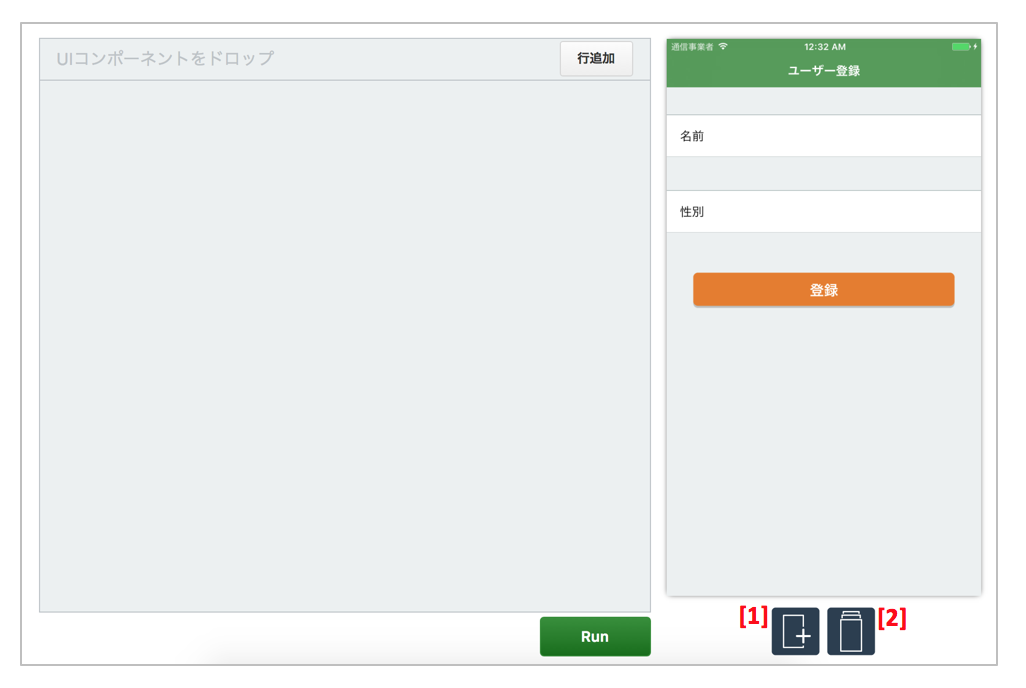 UIコンポーネントをドロップ
行追加
通信事業者
12:32 AM
ユーザー登録
名前
性別
登録
Run
[1]
[2]